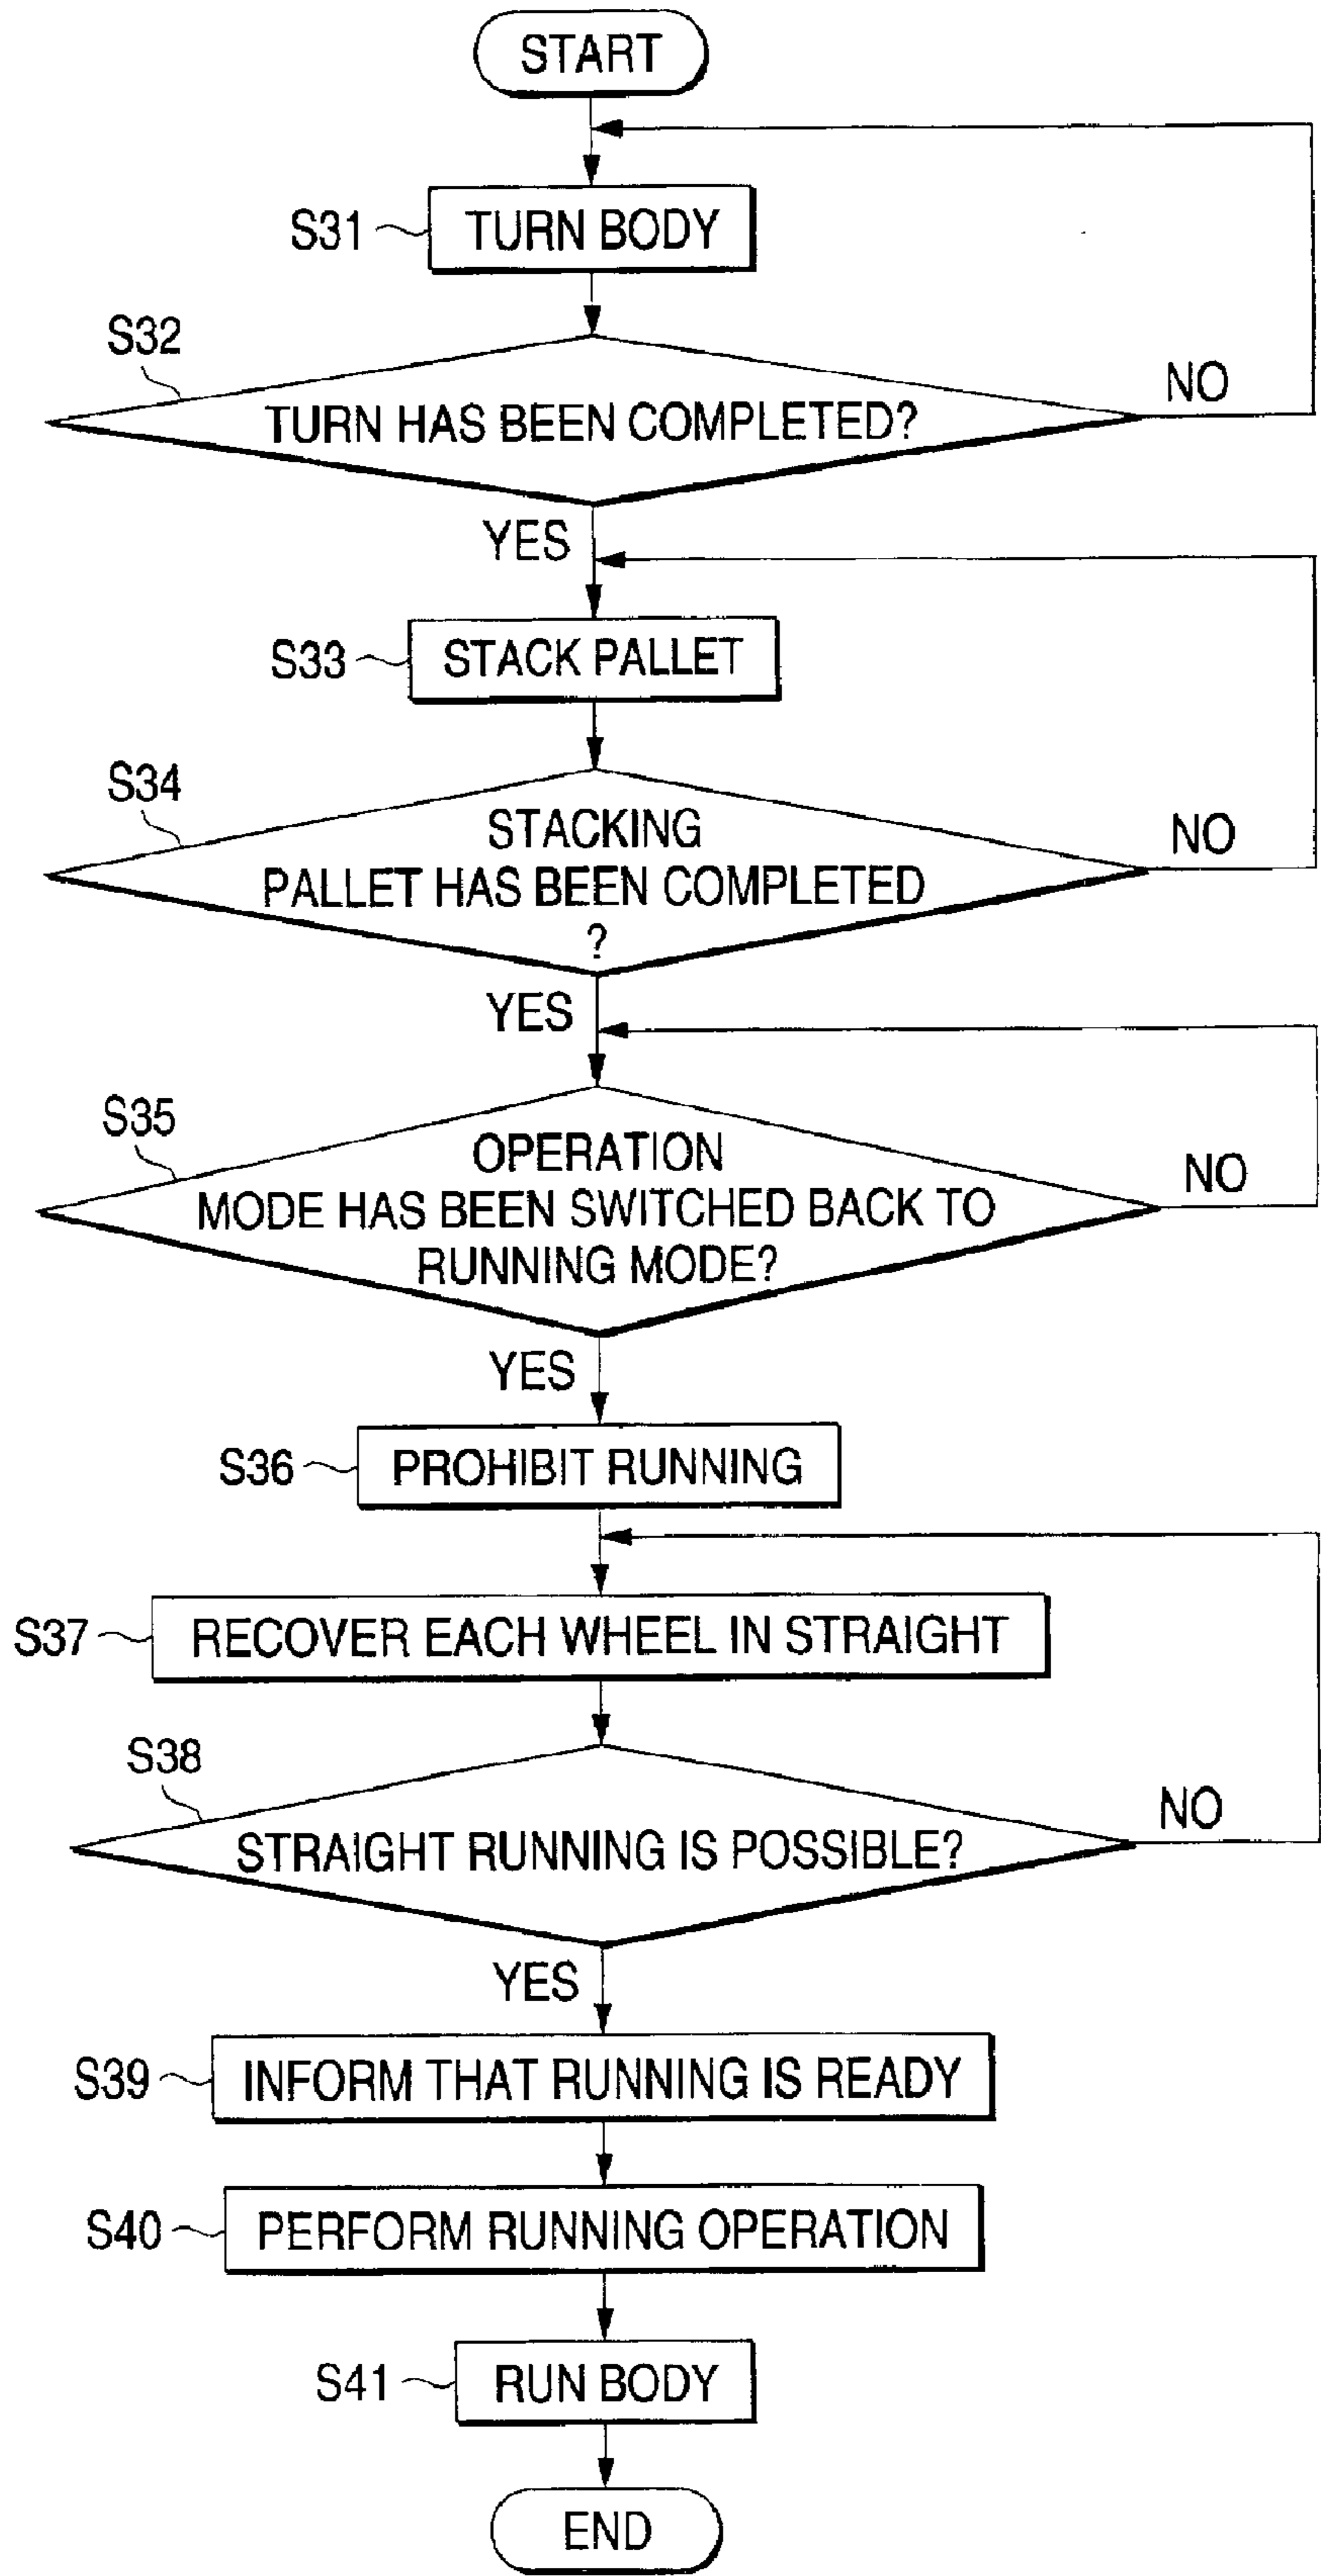 START
S31
TURN BODY
S32
TURN HAS BEEN COMPLETED?
NO
YES
S33
STACK PALLET
S34
STACKING
PALLET HAS BEEN COMPLETED
?
NO
YES
S35
OPERATION
MODE HAS BEEN SWITCHED BACK TO
RUNNING MODE?
NO
YES
S36
PROHIBIT RUNNING
S37
RECOVER EACH WHEEL IN STRAIGHT
S38
STRAIGHT RUNNING IS POSSIBLE?
NO
YES
S39
INFORM THAT RUNNING IS READY
S40
PERFORM RUNNING OPERATION
S41
RUN BODY
END